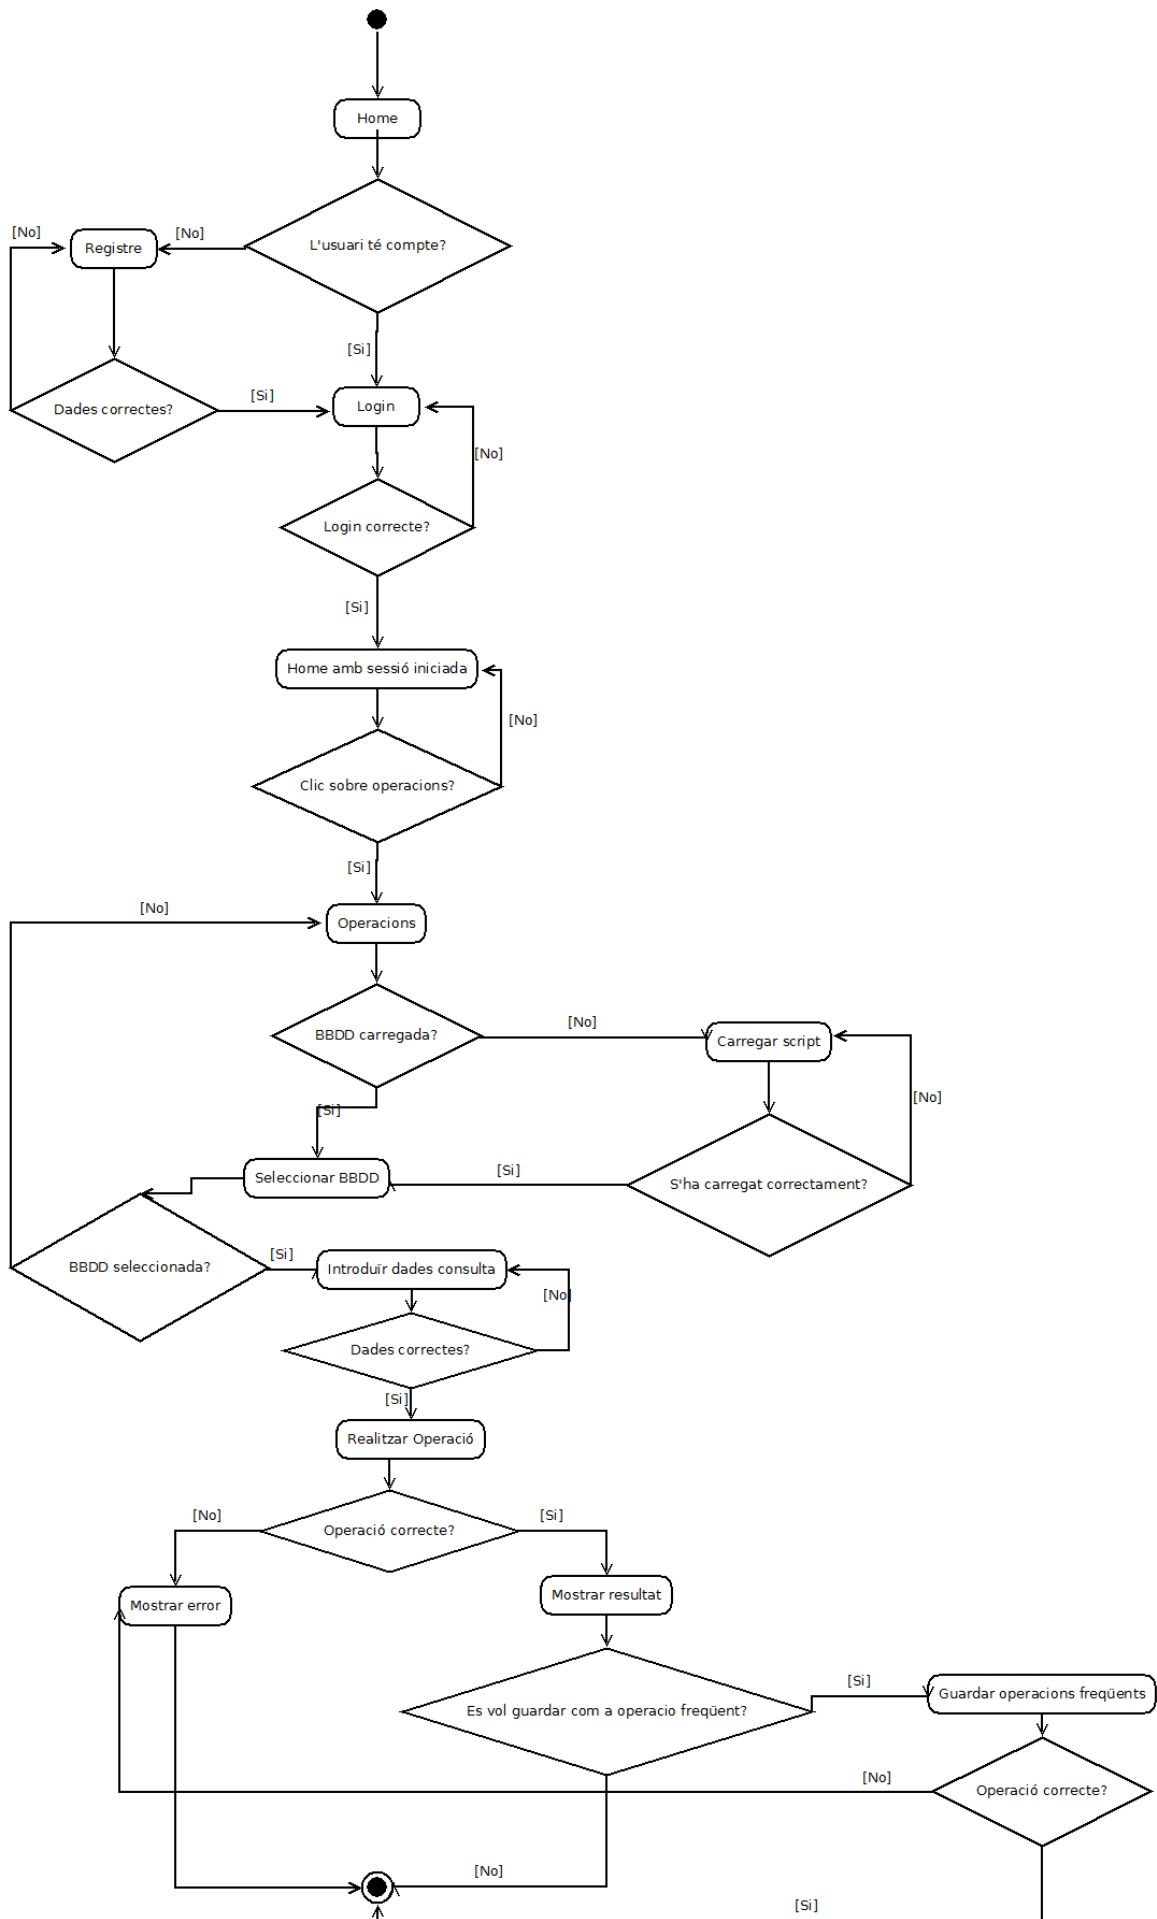 Home
L'usuari té compte?
[No]
[No]
Registre
[Si]
Dades correctes?
[Si]
Login
[No]
Login correcte?
[Si]
Home amb sessió iniciada
[No]
Clic sobre operacions?
[Si]
[No]
Operacions
BBDD carregada?
[No]
Carregar script
[No]
[Si]
Seleccionar BBDD
[Si]
S'ha carregat correctament?
BBDD seleccionada?
[Si]
Introduïr dades consulta
[No]
Dades correctes?
[Si]
Realitzar Operació
[No]
Operació correcte?
[Si]
Mostrar error
Mostrar resultat
Es vol guardar com a operacio freqüent?
[Si]
Guardar operacions freqüents
[No]
Operació correcte?
[No]
[Si]